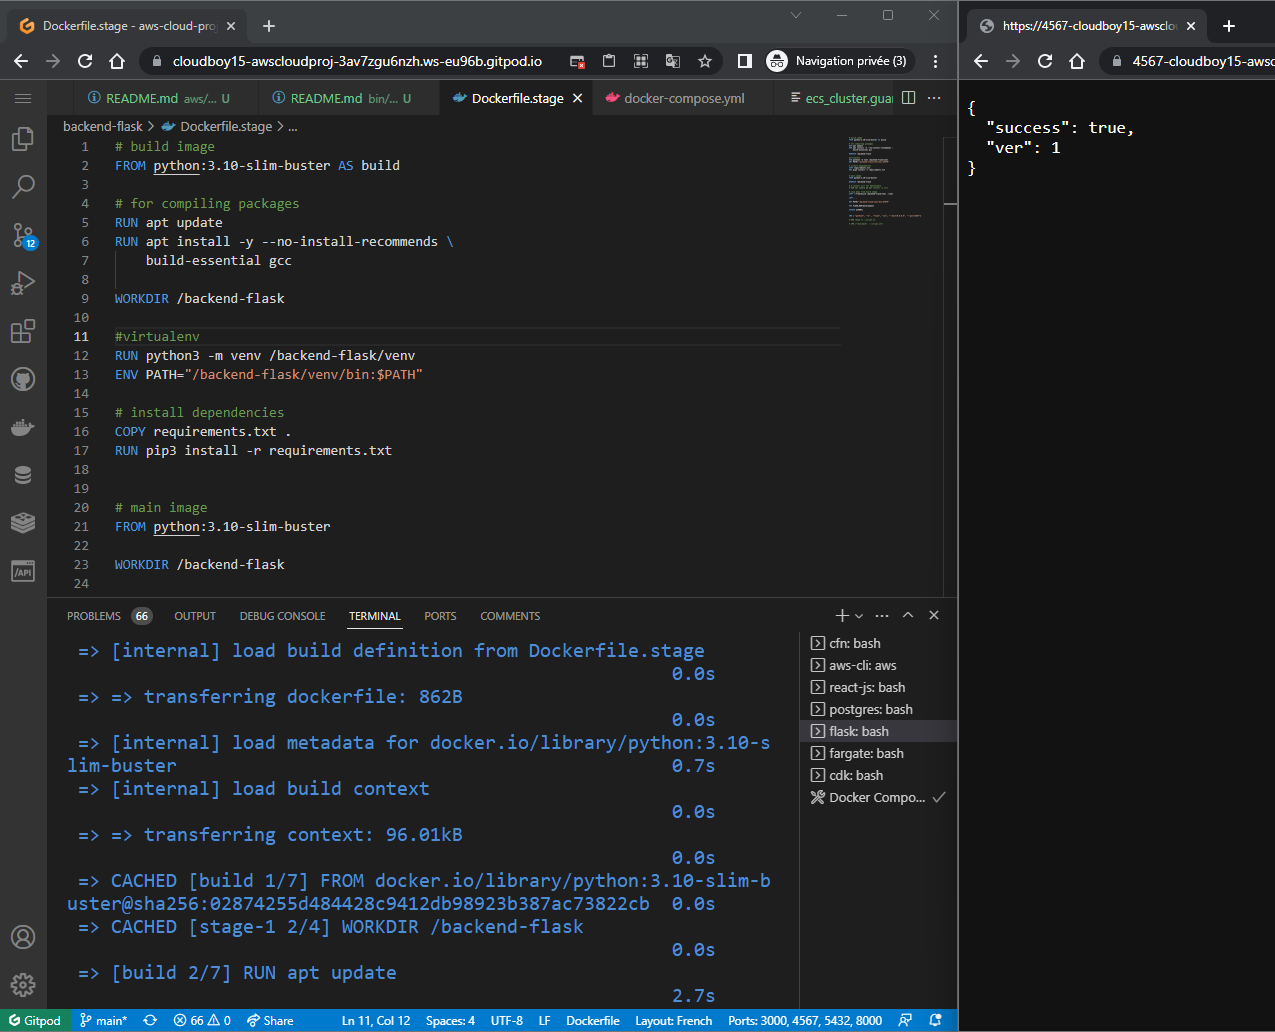 Dockerfile.stage - aws-cloud-proj
https://4567-cloudboy15-awsclou
cloudboy15-awscloudproj-3av7zgu6nzh.ws-eu96b.gitpod.io
Navigation privée (3)
4567-cloudboy15-awsc
README.md aws/... U
README.md bin/... U
Dockerfile.stage
docker-compose.yml
ecs_cluster.guar
backend-flask > Dockerfile.stage > ...
1 # build image
2 FROM python:3.10-slim-buster AS build
3
4 # for compiling packages
5 RUN apt update
6 RUN apt install -y --no-install-recommends \
7 build-essential gcc
8
9 WORKDIR /backend-flask
10
11 #virtualenv
12 RUN python3 -m venv /backend-flask/venv
13 ENV PATH="/backend-flask/venv/bin:$PATH"
14
15 # install dependencies
16 COPY requirements.txt .
17 RUN pip3 install -r requirements.txt
18
19
20 # main image
21 FROM python:3.10-slim-buster
22
23 WORKDIR /backend-flask
24
{
"success": true,
"ver": 1
}
12
/API
PROBLEMS 66 OUTPUT DEBUG CONSOLE TERMINAL PORTS COMMENTS
=> [internal] load build definition from Dockerfile.stage
0.0s
=> => transferring dockerfile: 862B
0.0s
=> [internal] load metadata for docker.io/library/python:3.10-s
lim-buster 0.7s
=> [internal] load build context
0.0s
=> => transferring context: 96.01kB
0.0s
=> CACHED [build 1/7] FROM docker.io/library/python:3.10-slim-b
uster@sha256:02874255d484428c9412db98923b387ac73822cb 0.0s
=> CACHED [stage-1 2/4] WORKDIR /backend-flask
0.0s
=> [build 2/7] RUN apt update
2.7s
cfn: bash
aws-cli: aws
react-js: bash
postgres: bash
flask: bash
fargate: bash
cdk: bash
Docker Compo...
Gitpod main* 66 0 Share Ln 11, Col 12 Spaces: 4 UTF-8 LF Dockerfile Layout: French Ports: 3000, 4567, 5432, 8000